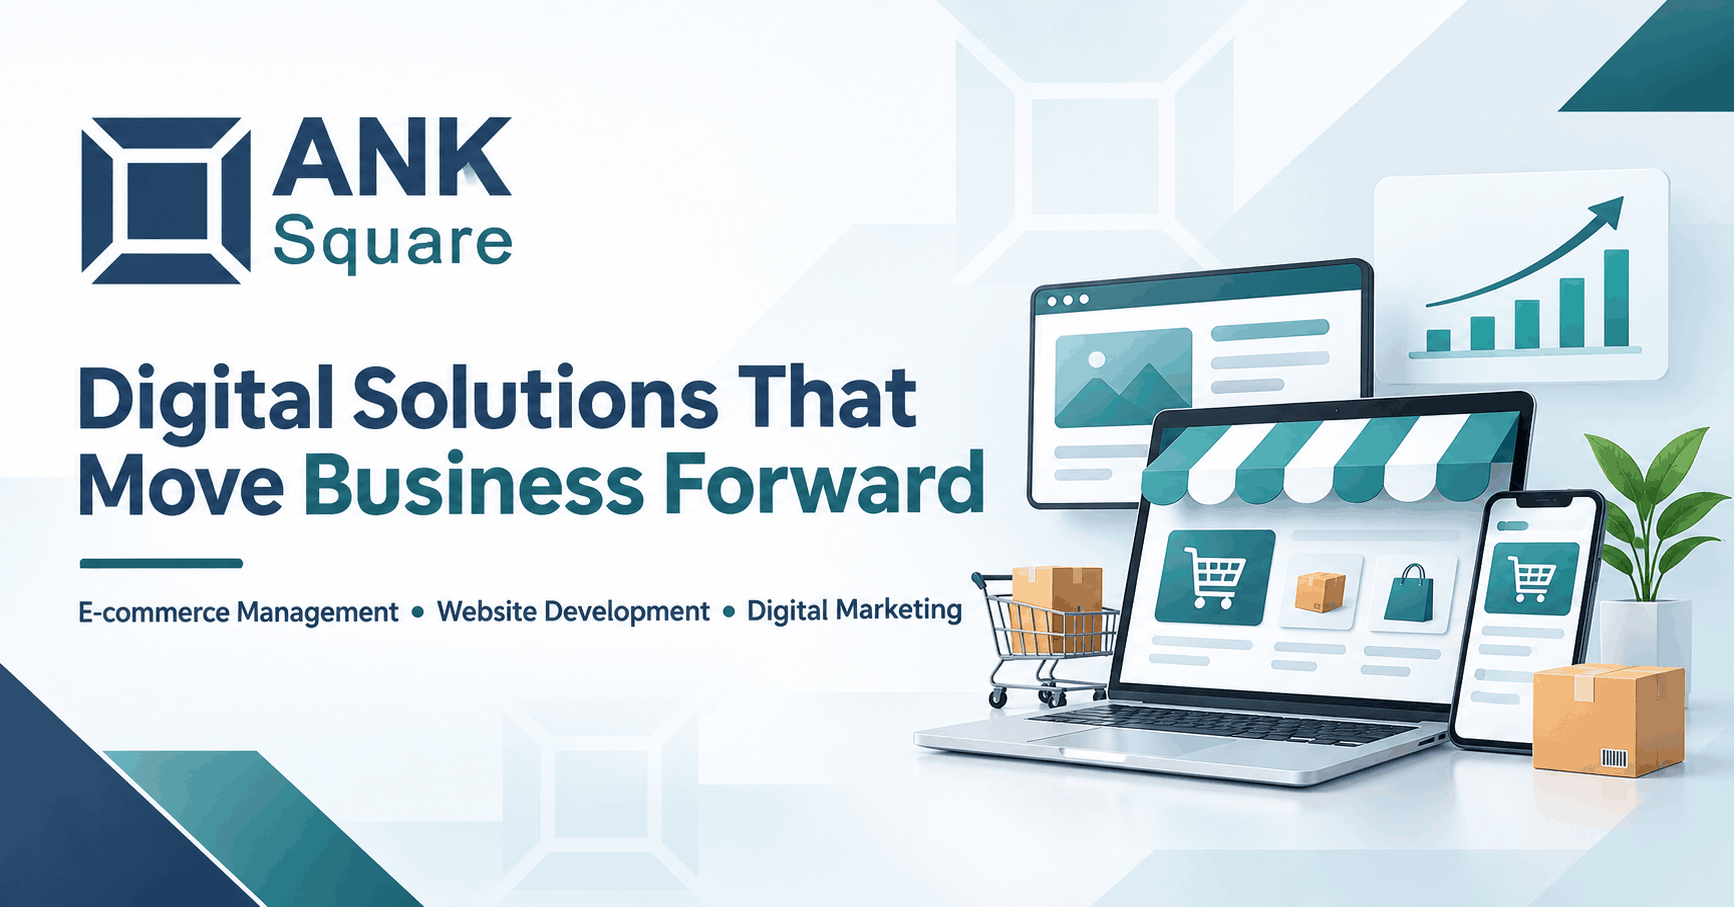 ANK
Square
Digital Solutions That
Move Business Forward
E-commerce Management • Website Development • Digital Marketing